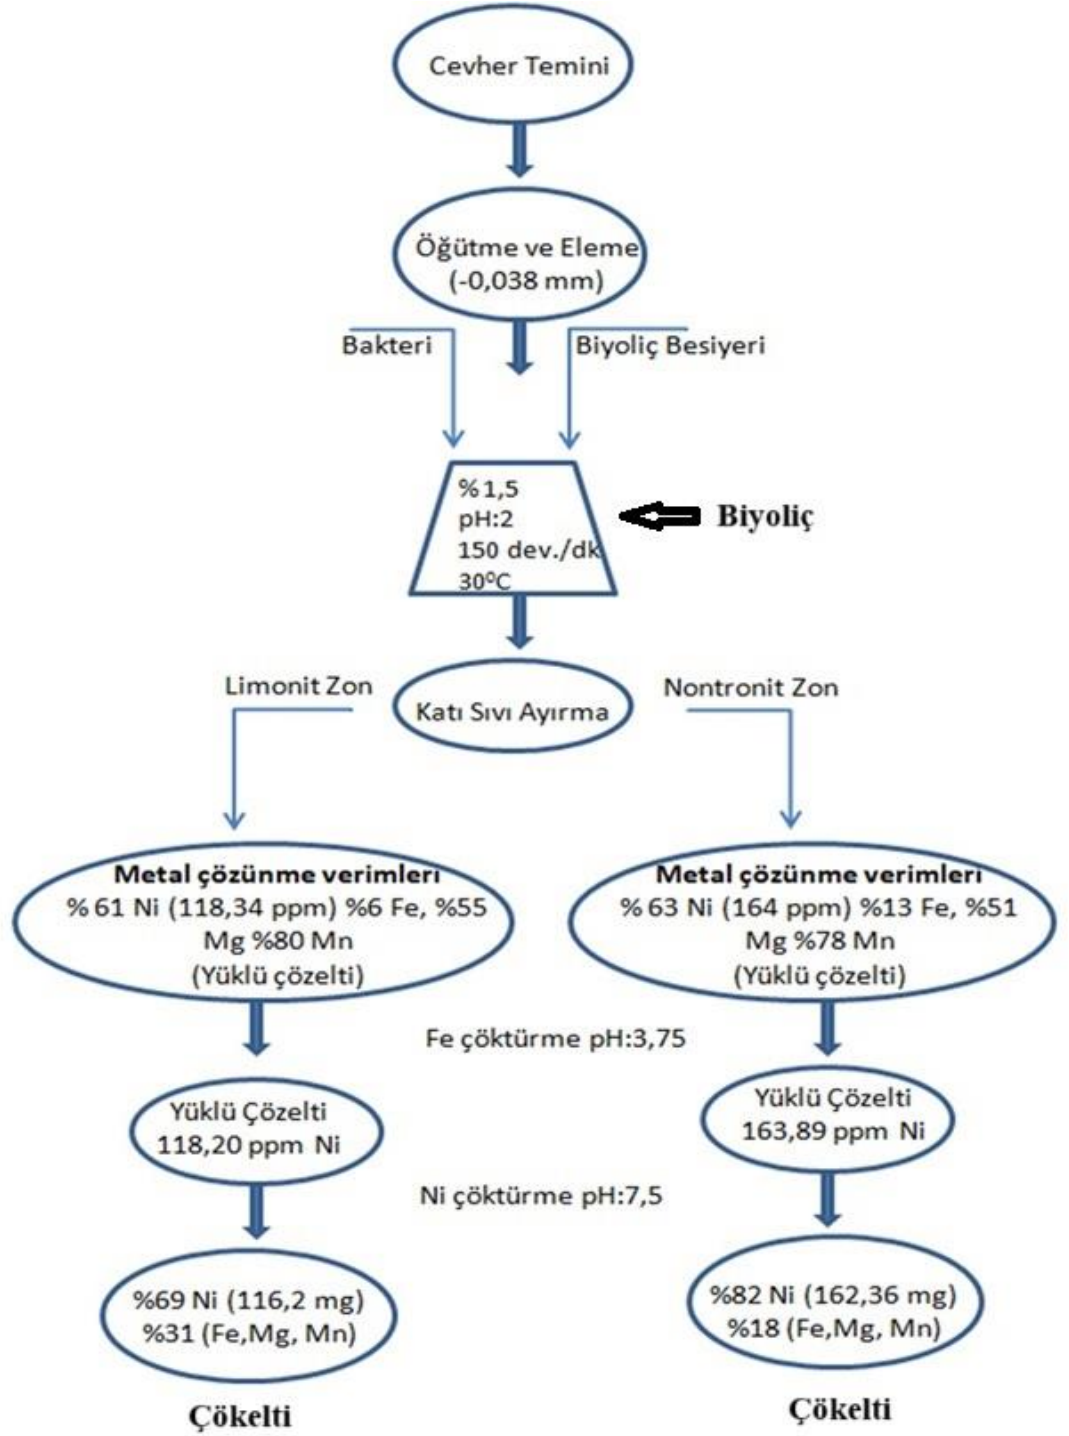 Cevher Temini
Öğütme ve Eleme
(-0,038 mm)
Bakteri
Biyoliç Besiyeri
%1,5
pH:2
150 dev./dk
30⁰C
Biyoliç
Katı Sıvı Ayırma
Limonit Zon
Nontronit Zon
Metal çözünme verimleri
% 61 Ni (118,34 ppm) %6 Fe, %55
Mg %80 Mn
(Yüklü çözelti)
Metal çözünme verimleri
% 63 Ni (164 ppm) %13 Fe, %51
Mg %78 Mn
(Yüklü çözelti)
Fe çöktürme pH:3,75
Yüklü Çözelti
118,20 ppm Ni
Yüklü Çözelti
163,89 ppm Ni
Ni çöktürme pH:7,5
%69 Ni (116,2 mg)
%31 (Fe,Mg, Mn)
%82 Ni (162,36 mg)
%18 (Fe,Mg, Mn)
Çökelti
Çökelti